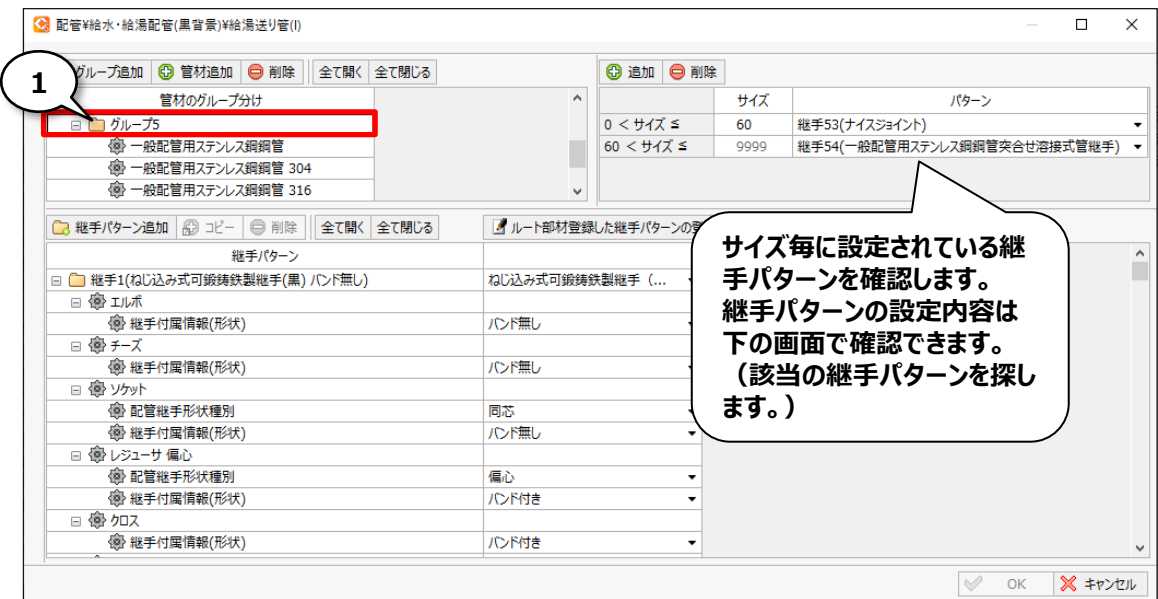 配管¥給水・給湯配管(黒背景)¥給湯送り管(I)
グループ追加 管材追加 削除 全て開く 全て閉じる
追加 削除
1
管材のグループ分け
サイズ パターン
グループ5
0 < サイズ ≦ 60 継手53(ナイスジョイント)
一般配管用ステンレス鋼鋼管
60 < サイズ ≦ 9999 継手54(一般配管用ステンレス鋼鋼管突合せ溶接式管継手)
一般配管用ステンレス鋼鋼管 304
一般配管用ステンレス鋼鋼管 316
継手パターン追加 コピー 削除 全て開く 全て閉じる
ルート部材登録した継手パターンの
継手パターン
継手1(ねじ込み式可鍛鋳鉄製継手(黒) バンド無し) ねじ込み式可鍛鋳鉄製継手 (...
エルボ
継手付属情報(形状) バンド無し
チーズ
継手付属情報(形状) バンド無し
ソケット
配管継手形状種別 同芯
継手付属情報(形状) バンド無し
レジューサ 偏心
配管継手形状種別 偏心
継手付属情報(形状) バンド付き
クロス
継手付属情報(形状) バンド付き
サイズ毎に設定されている継
手パターンを確認します。
継手パターンの設定内容は
下の画面で確認できます。
（該当の継手パターンを探し
ます。）
OK キャンセル